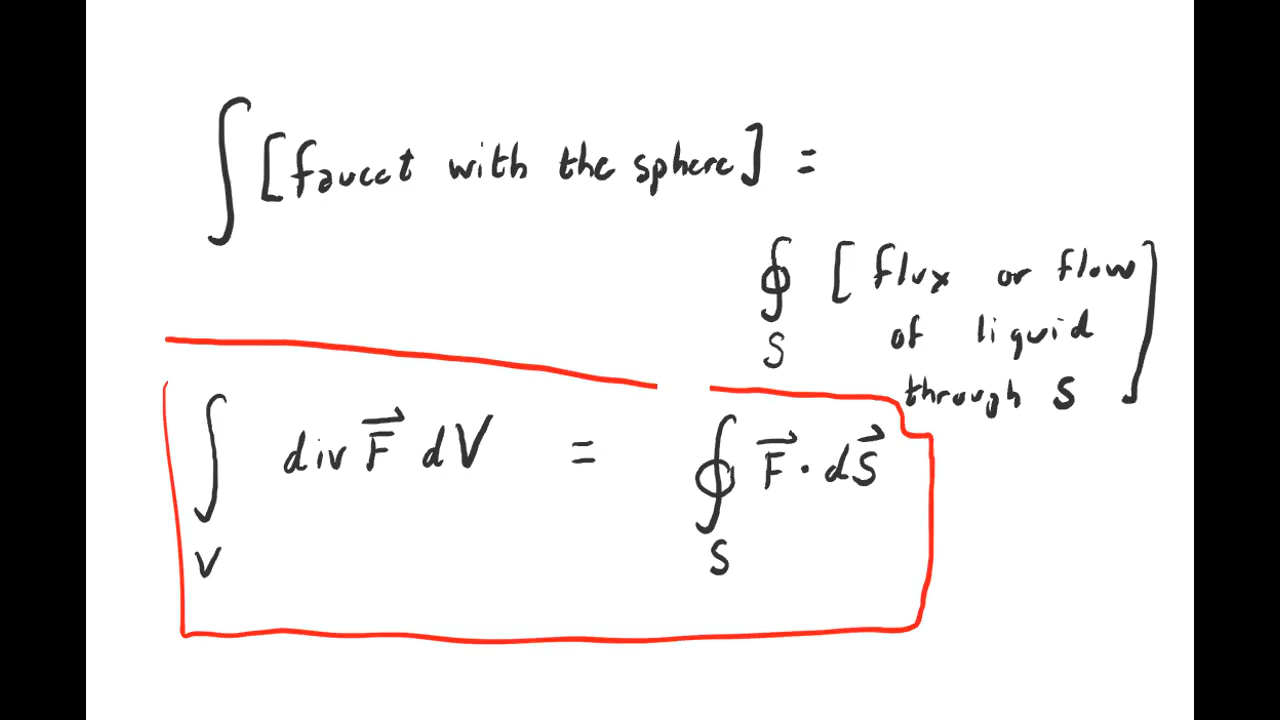 ∫ [faucet with the sphere] =
∮ [flux or flow
S of liquid
through S]
∫ div F⃗ dV = ∮ F⃗ · dS⃗
V S